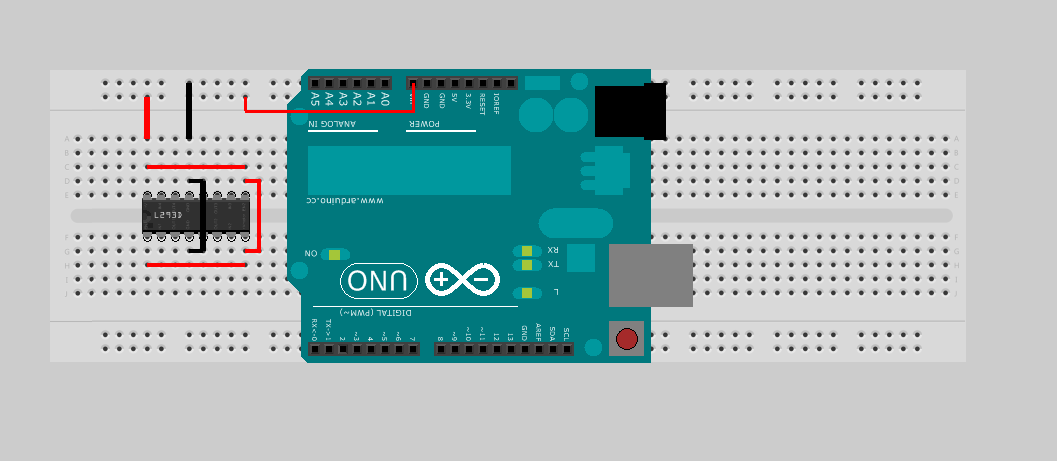 A5 A4 A3 A2 A1 A0 GND GND 5V 3.3V RESET IOREF
ANALOG IN POWER
A A
B B
C C
D D
E E
www.arduino.cc
L293D
F F
G G
H H
I I
J J
ON RX
TX
UNO
L
DIGITAL (PWM~)
RX<-0 TX->1 2 ~3 4 ~5 ~6 7 8 ~9 ~10 ~11 12 13 GND AREF SDA SCL